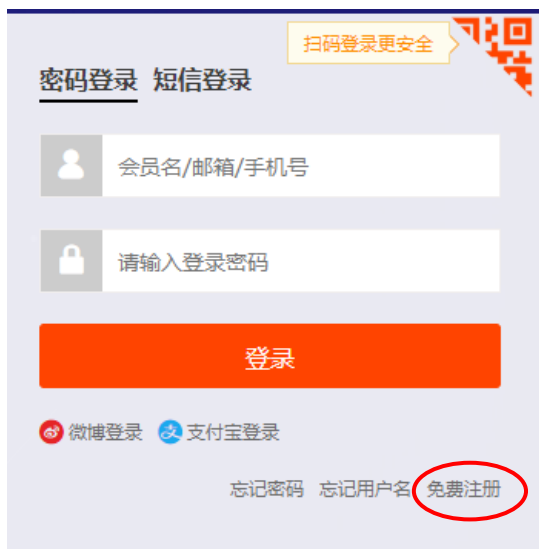 扫码登录更安全
密码登录 短信登录
会员名/邮箱/手机号
请输入登录密码
登录
微博登录 支付宝登录
忘记密码 忘记用户名 免费注册